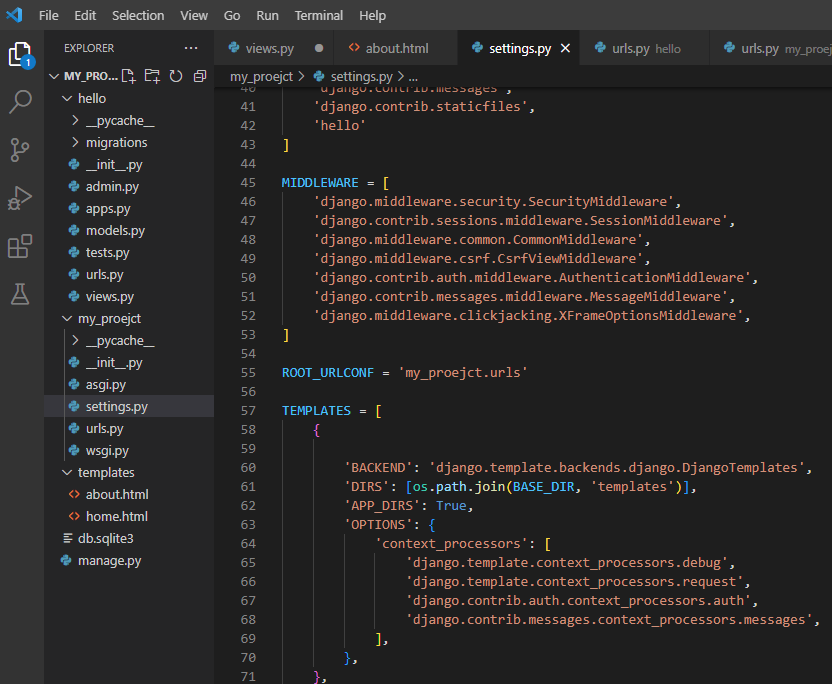 File Edit Selection View Go Run Terminal Help
EXPLORER ...
views.py about.html settings.py urls.py hello urls.py my_proej
MY_PRO...
my_proejct > settings.py > ...
hello
__pycache__
migrations
__init__.py
admin.py
apps.py
models.py
tests.py
urls.py
views.py
my_proejct
__pycache__
__init__.py
asgi.py
settings.py
urls.py
wsgi.py
templates
about.html
home.html
db.sqlite3
manage.py
1
40 'django.contrib.messages',
41 'django.contrib.staticfiles',
42 'hello'
43 ]
44
45 MIDDLEWARE = [
46 'django.middleware.security.SecurityMiddleware',
47 'django.contrib.sessions.middleware.SessionMiddleware',
48 'django.middleware.common.CommonMiddleware',
49 'django.middleware.csrf.CsrfViewMiddleware',
50 'django.contrib.auth.middleware.AuthenticationMiddleware',
51 'django.contrib.messages.middleware.MessageMiddleware',
52 'django.middleware.clickjacking.XFrameOptionsMiddleware',
53 ]
54
55 ROOT_URLCONF = 'my_proejct.urls'
56
57 TEMPLATES = [
58 {
59
60 'BACKEND': 'django.template.backends.django.DjangoTemplates',
61 'DIRS': [os.path.join(BASE_DIR, 'templates')],
62 'APP_DIRS': True,
63 'OPTIONS': {
64 'context_processors': [
65 'django.template.context_processors.debug',
66 'django.template.context_processors.request',
67 'django.contrib.auth.context_processors.auth',
68 'django.contrib.messages.context_processors.messages',
69 ],
70 },
71 },